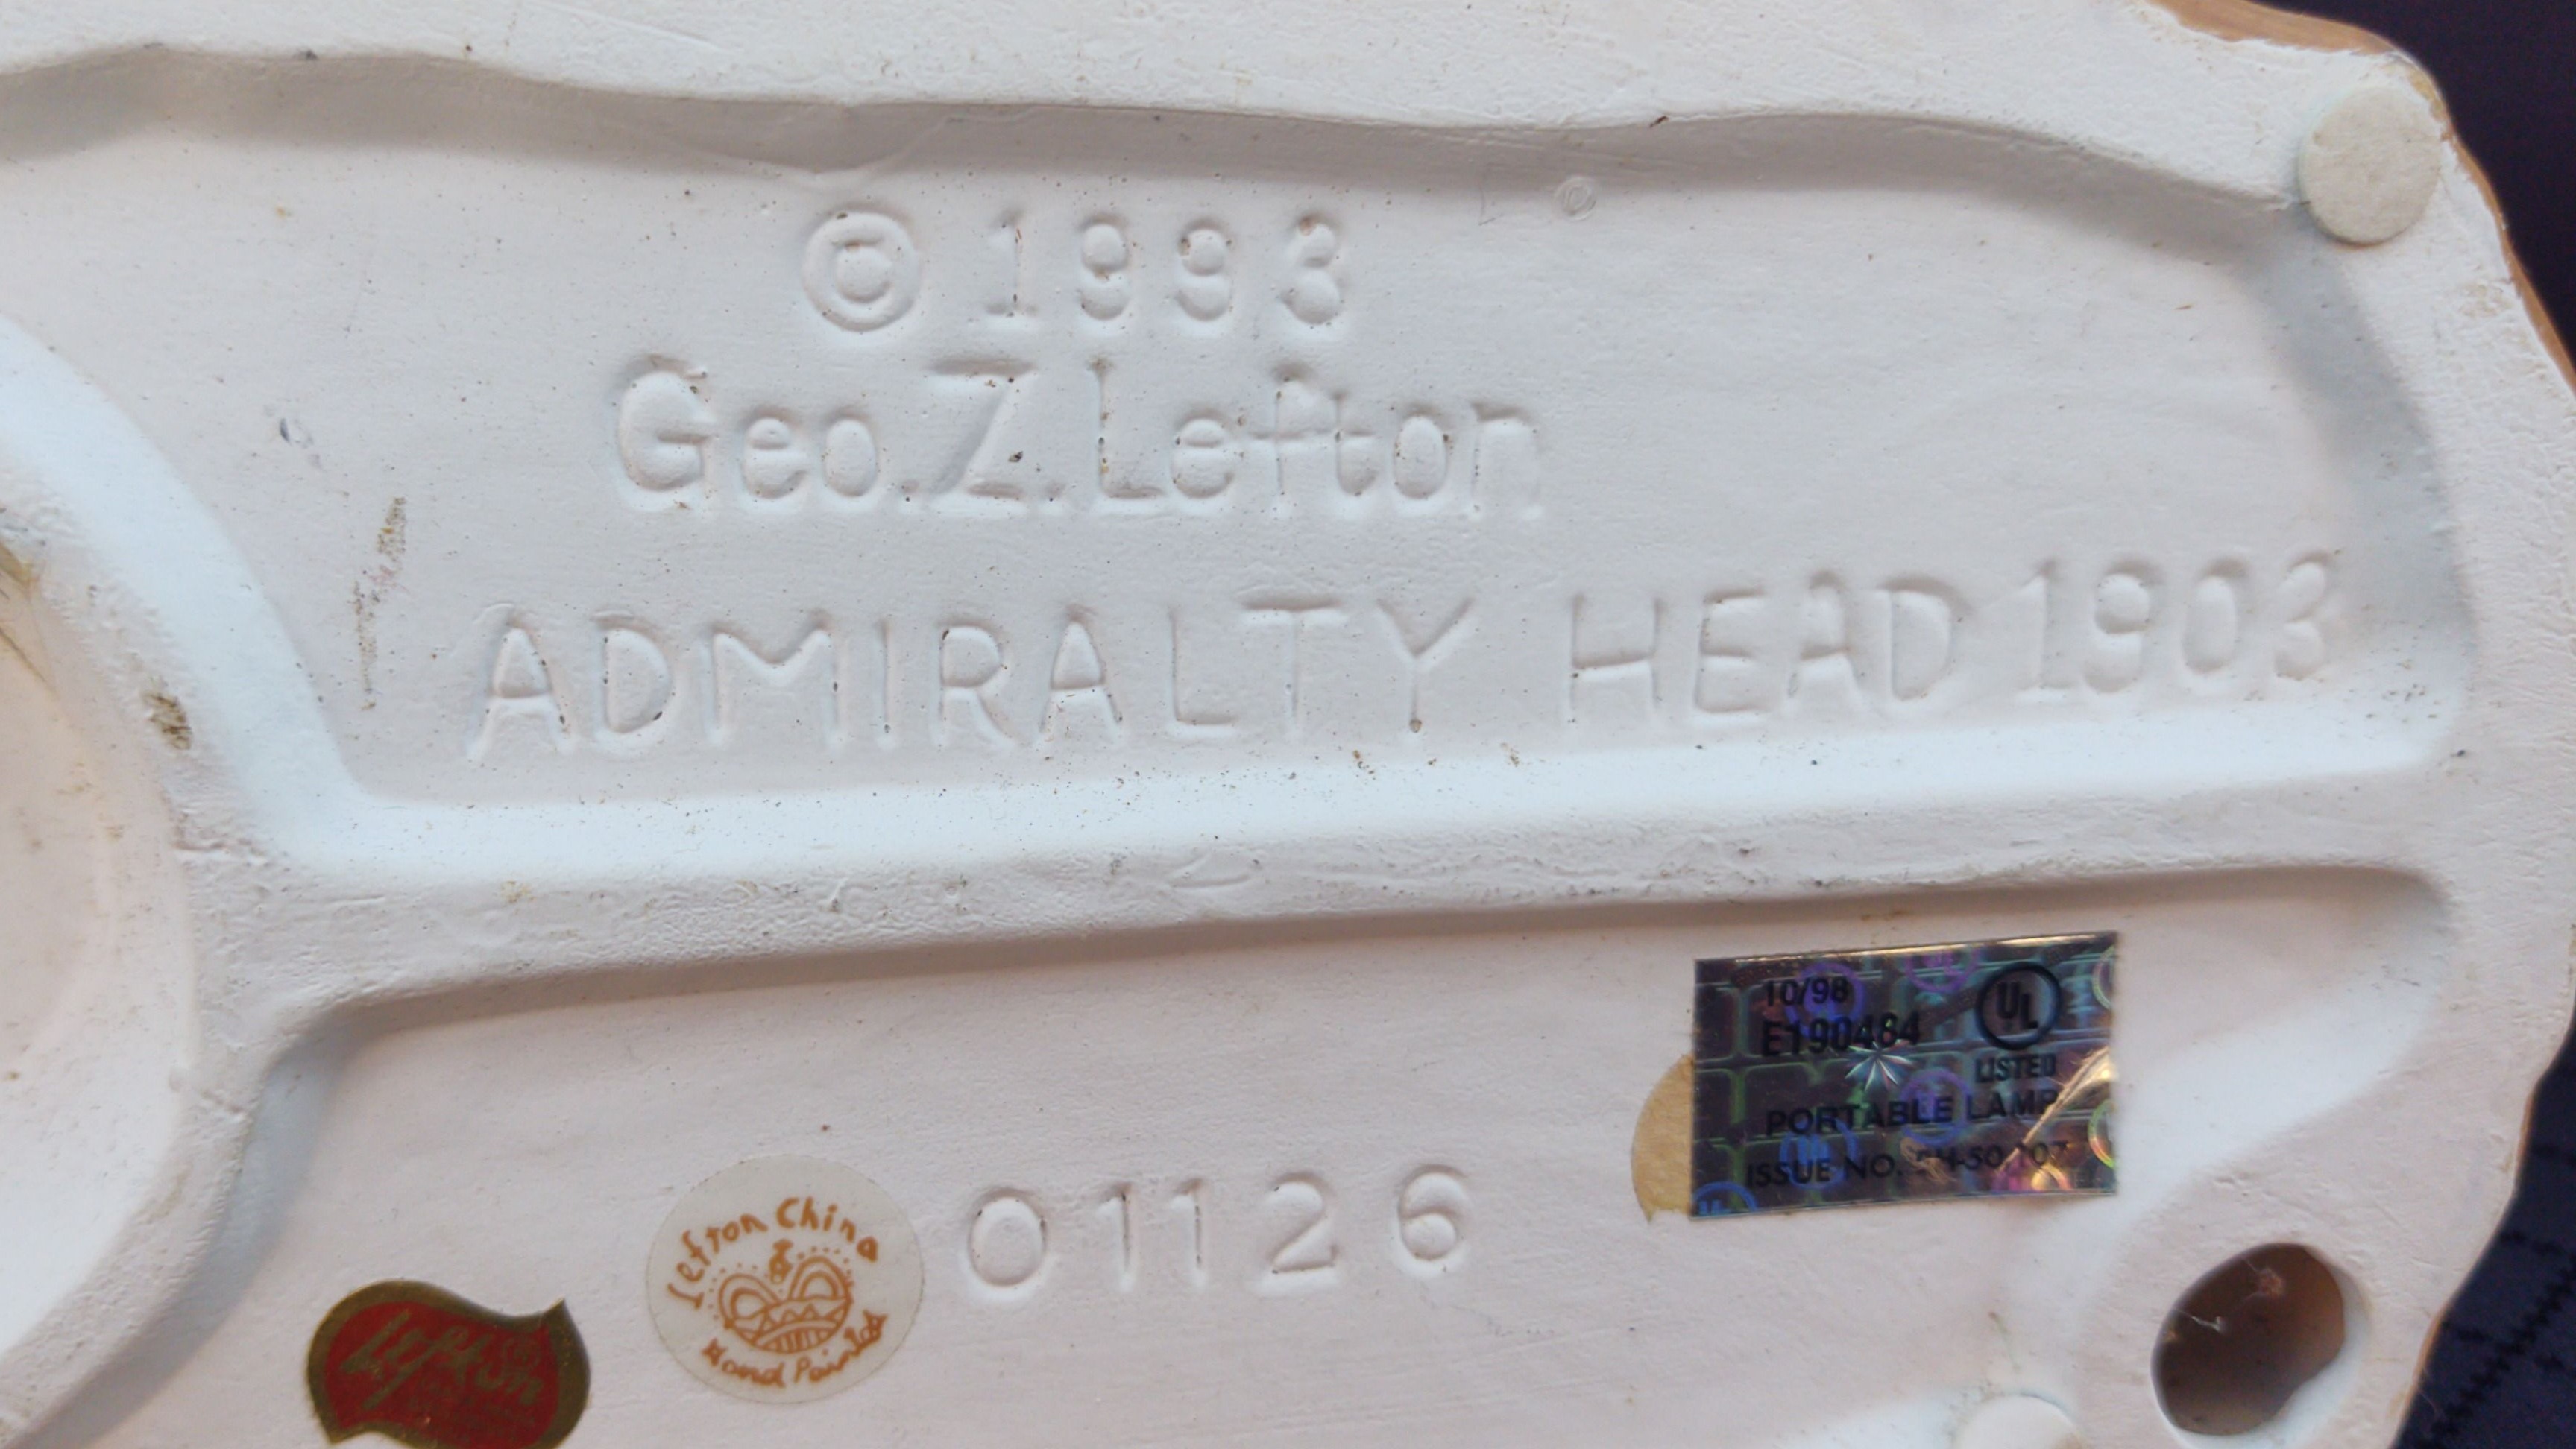 © 1993
Geo. Z. Lefton
ADMIRALTY HEAD 1903
10/98
E190484
UL
LISTED
PORTABLE LAMP
ISSUE NO.
01126
Lefton China
Hand Painted
Lefton